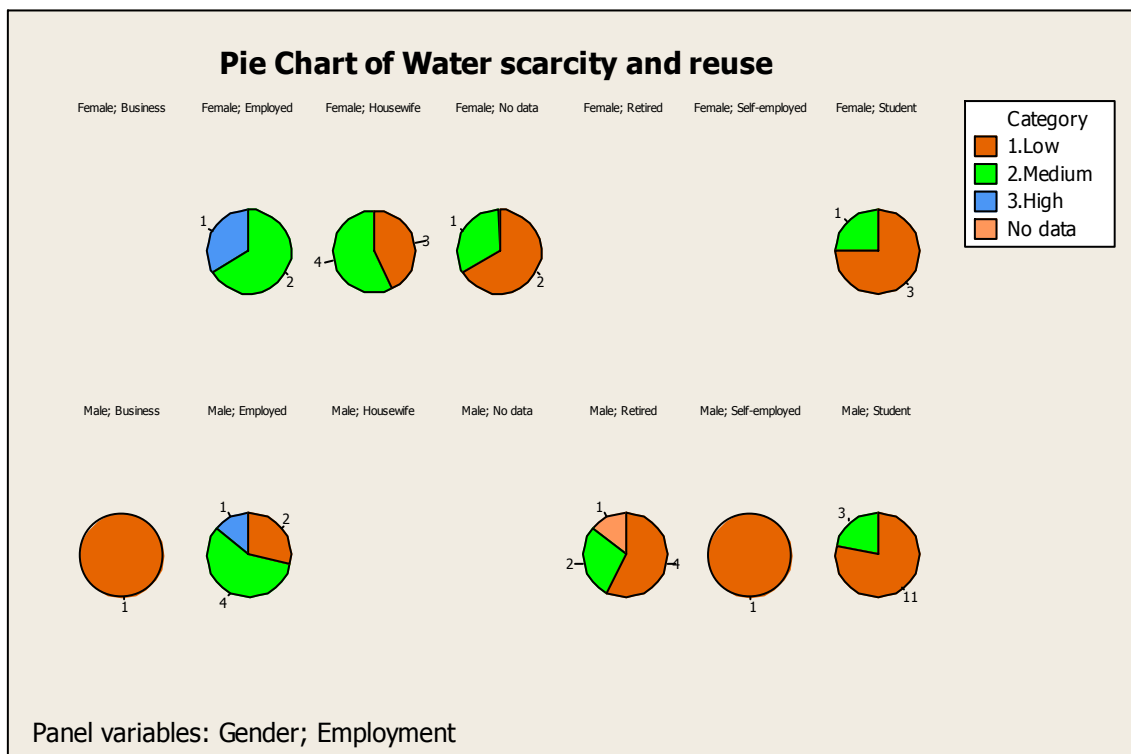 Pie Chart of Water scarcity and reuse
Female; Business Female; Employed Female; Housewife Female; No data Female; Retired Female; Self-employed Female; Student
Category
1.Low
2.Medium
3.High
No data
1
2
3
4
1
2
1
3
Male; Business Male; Employed Male; Housewife Male; No data Male; Retired Male; Self-employed Male; Student
1
1
2
4
1
2
4
1
3
11
Panel variables: Gender; Employment